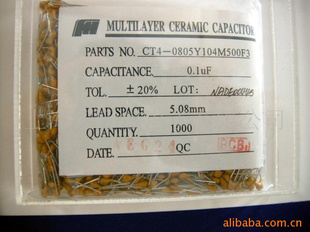 MULTILAYER CERAMIC CAPACITOR
PARTS NO. CT4-0805Y104M500F3
CAPACITANCE. 0.1uF
TOL. ± 20% LOT:
LEAD SPACE. 5.08mm
QUANTITY. 1000
DATE. QC
alibaba.com.cn